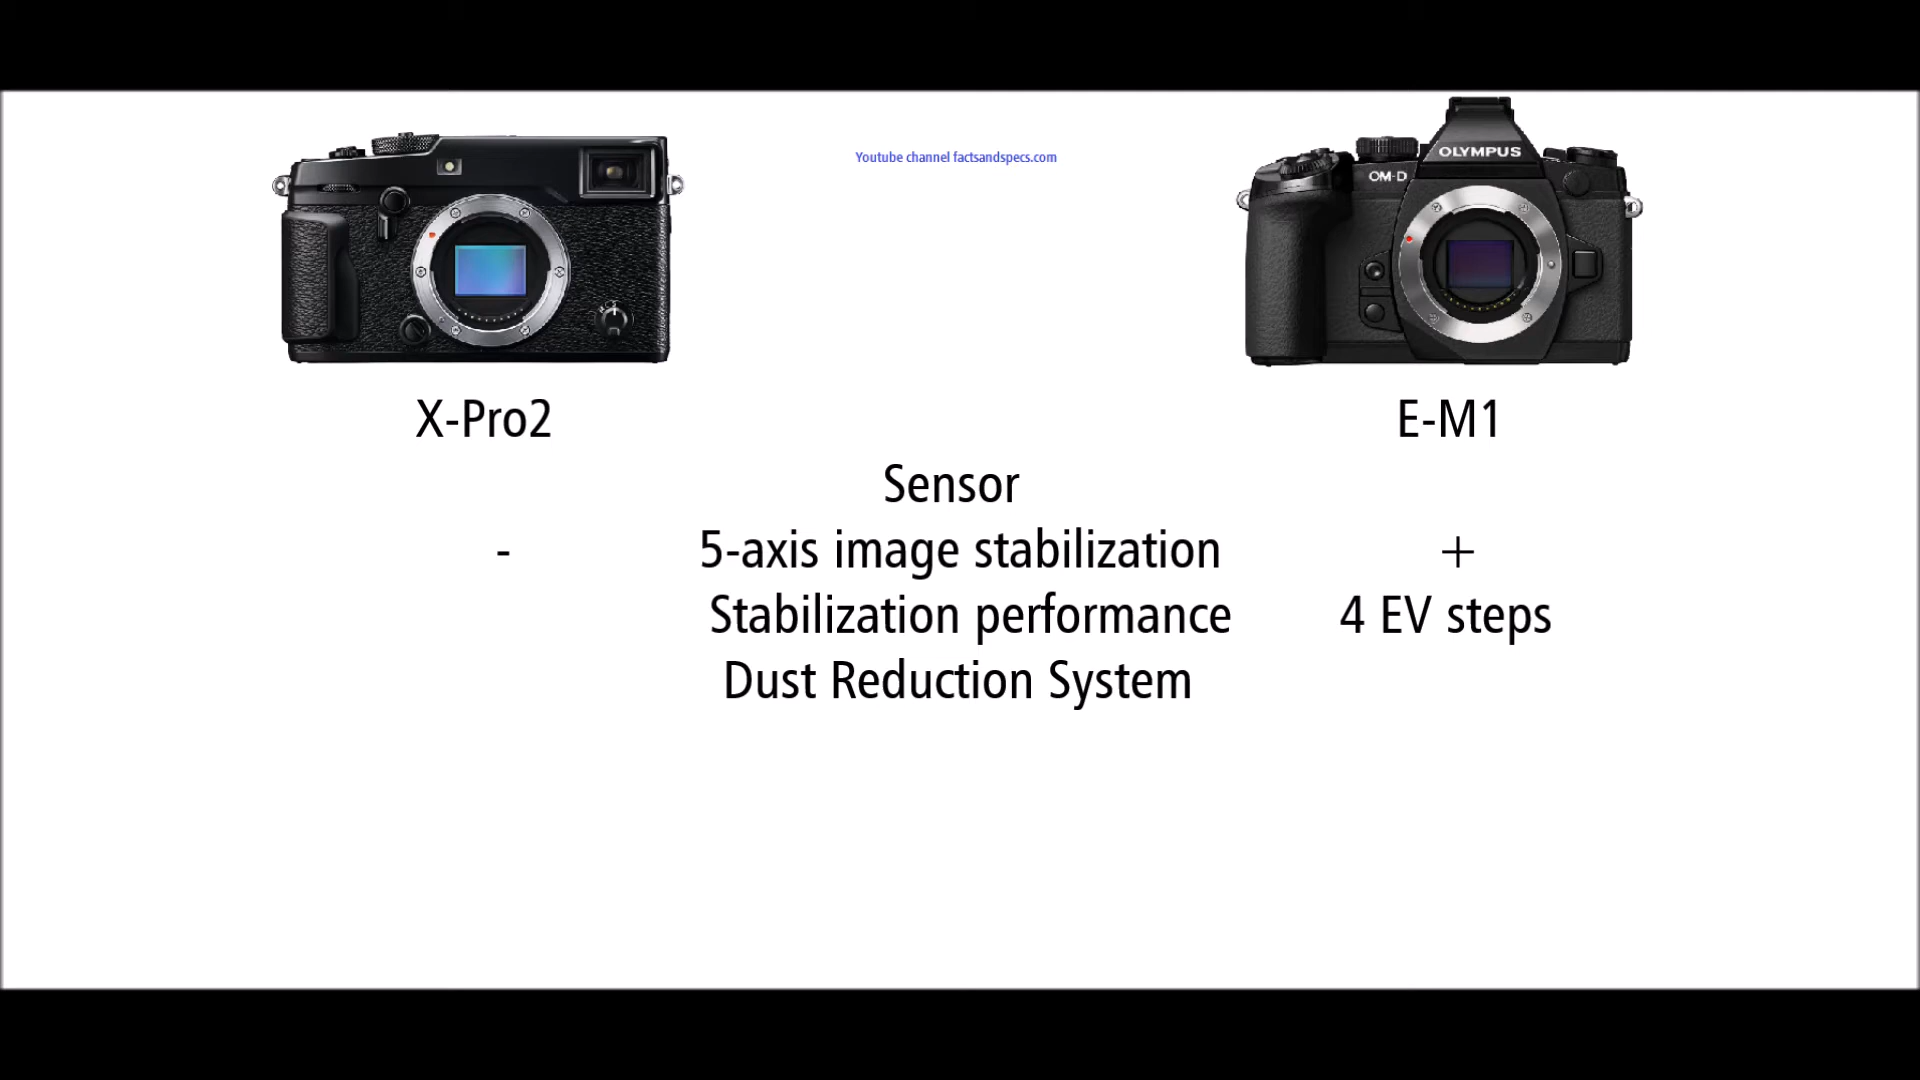 Youtube channel factsandspecs.com
OLYMPUS
OM-D
X-Pro2
E-M1
Sensor
- 5-axis image stabilization +
Stabilization performance 4 EV steps
Dust Reduction System